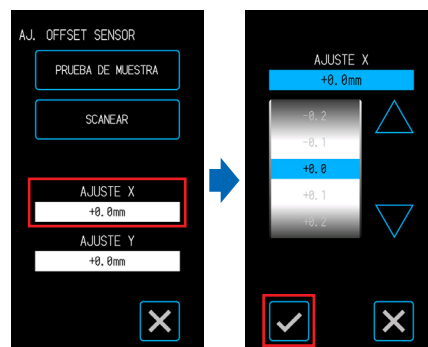 AJ. OFFSET SENSOR
PRUEBA DE MUESTRA
SCANEAR
AJUSTE X
+0.0mm
AJUSTE Y
+0.0mm
AJUSTE X
+0.0mm
-0.2
-0.1
+0.0
+0.1
+0.2